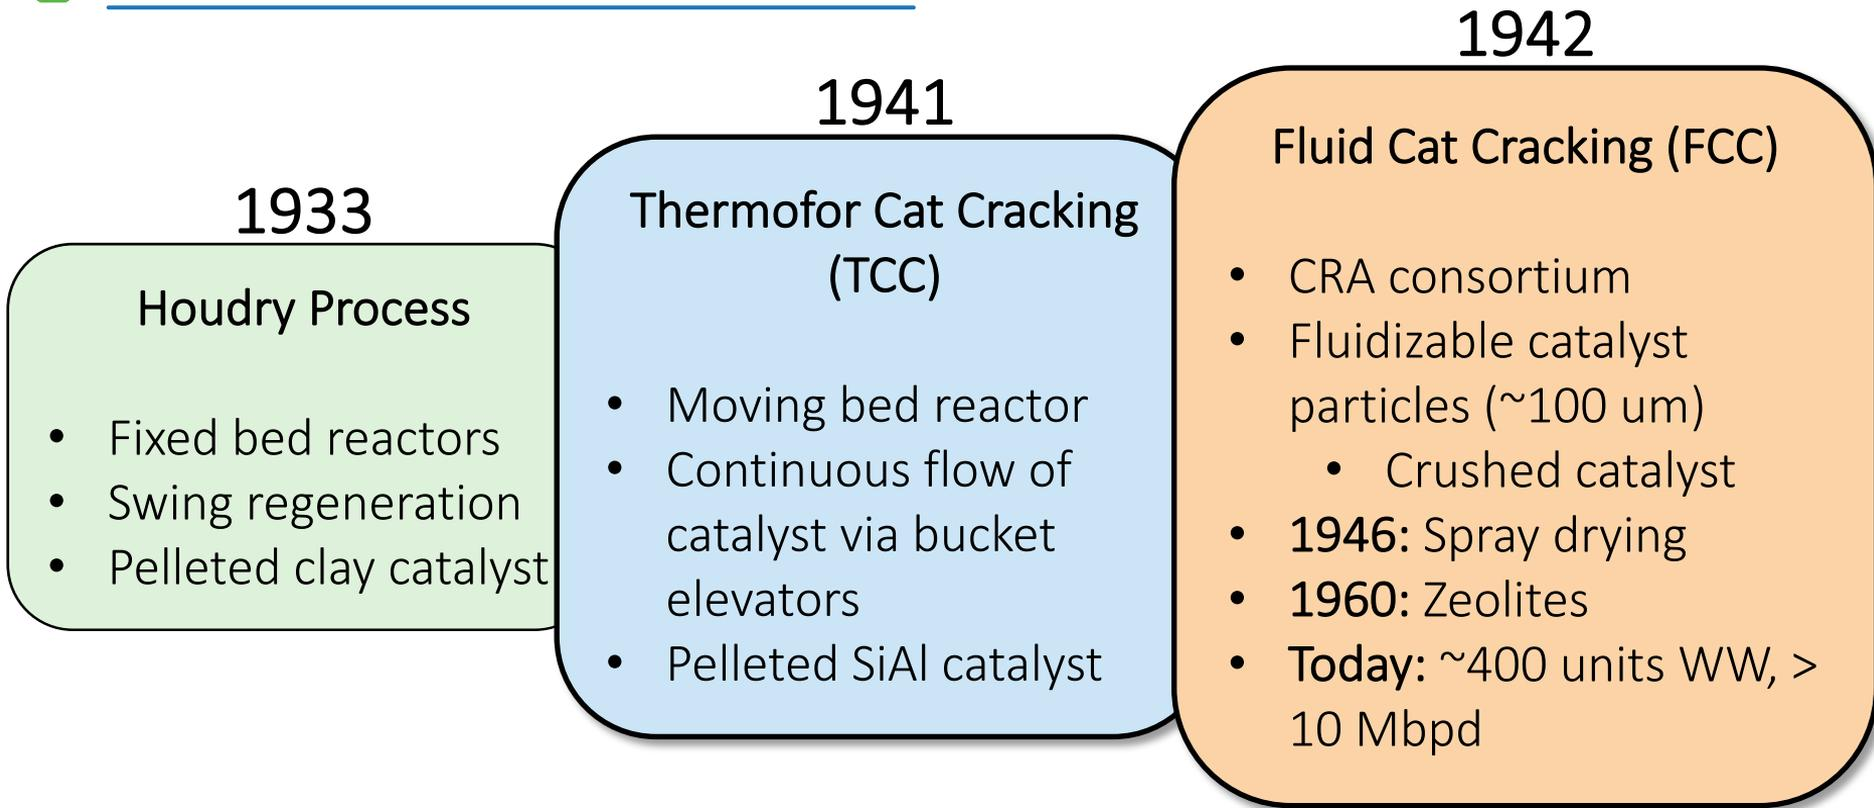 1933
Houdry Process
• Fixed bed reactors
• Swing regeneration
• Pelleted clay catalyst
1941
Thermofor Cat Cracking
(TCC)
• Moving bed reactor
• Continuous flow of
catalyst via bucket
elevators
• Pelleted SiAl catalyst
1942
Fluid Cat Cracking (FCC)
• CRA consortium
• Fluidizable catalyst
particles (~100 um)
• Crushed catalyst
• 1946: Spray drying
• 1960: Zeolites
• Today: ~400 units WW, >
10 Mbpd